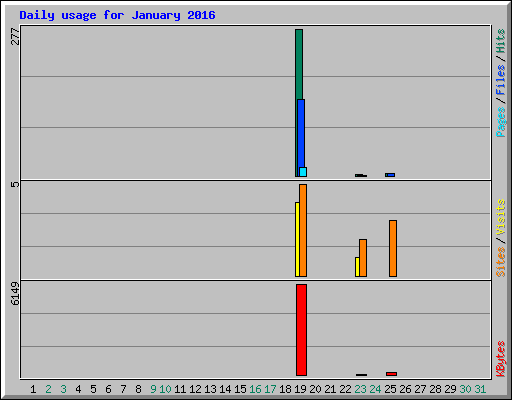 Daily usage for January 2016
277
Pages / Files / Hits
5
Sites / Visits
6149
KBytes
1 2 3 4 5 6 7 8 9 10 11 12 13 14 15 16 17 18 19 20 21 22 23 24 25 26 27 28 29 30 31